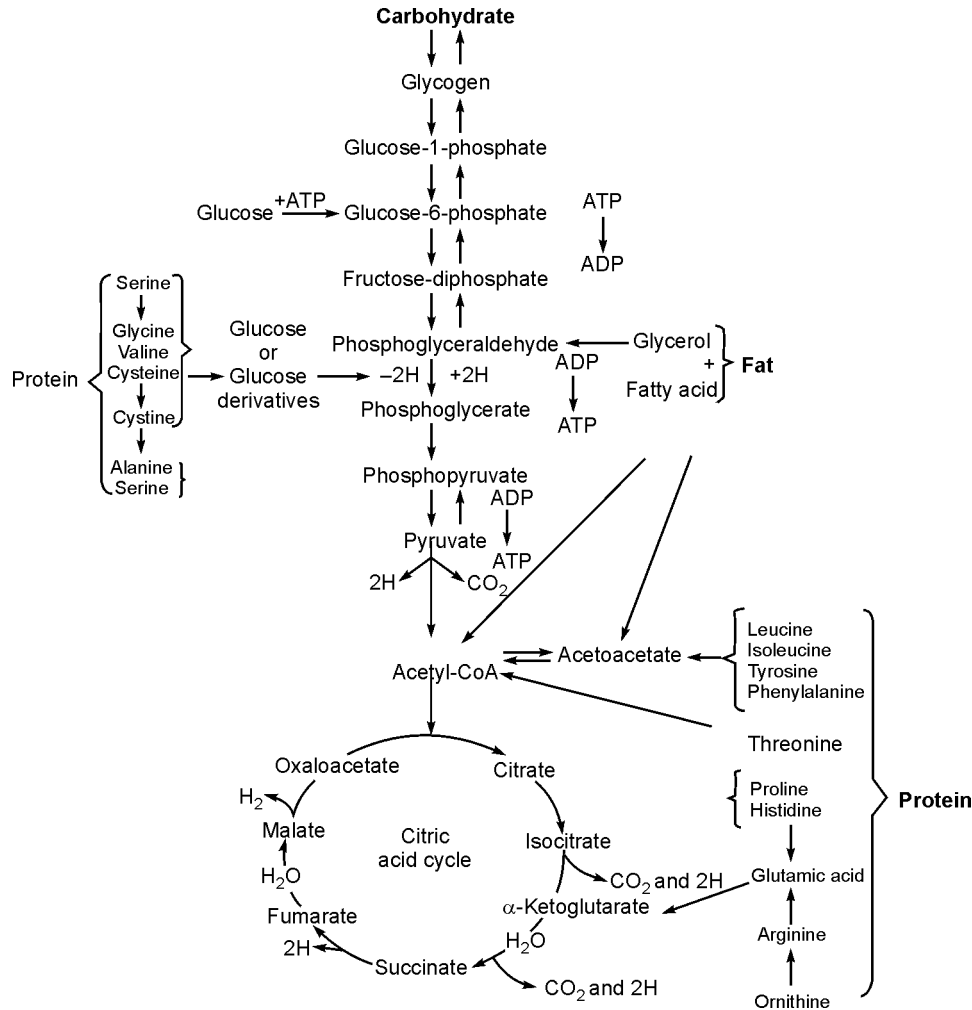 Carbohydrate
Glycogen
Glucose-1-phosphate
Glucose +ATP Glucose-6-phosphate
ATP
ADP
Fructose-diphosphate
Protein
Serine
Glycine
Valine
Cysteine
Cystine
Alanine
Serine
Glucose
or
Glucose
derivatives
Phosphoglyceraldehyde
–2H +2H
ADP
ATP
Glycerol
+
Fatty acid
Fat
Phosphoglycerate
Phosphopyruvate
ADP
ATP
Pyruvate
2H
CO2
Acetyl-CoA
Acetoacetate
Leucine
Isoleucine
Tyrosine
Phenylalanine
Threonine
Proline
Histidine
Glutamic acid
Arginine
Ornithine
Protein
Oxaloacetate
Citrate
Isocitrate
CO2 and 2H
α-Ketoglutarate
H2O
CO2 and 2H
Succinate
2H
Fumarate
H2O
Malate
H2
Citric
acid cycle